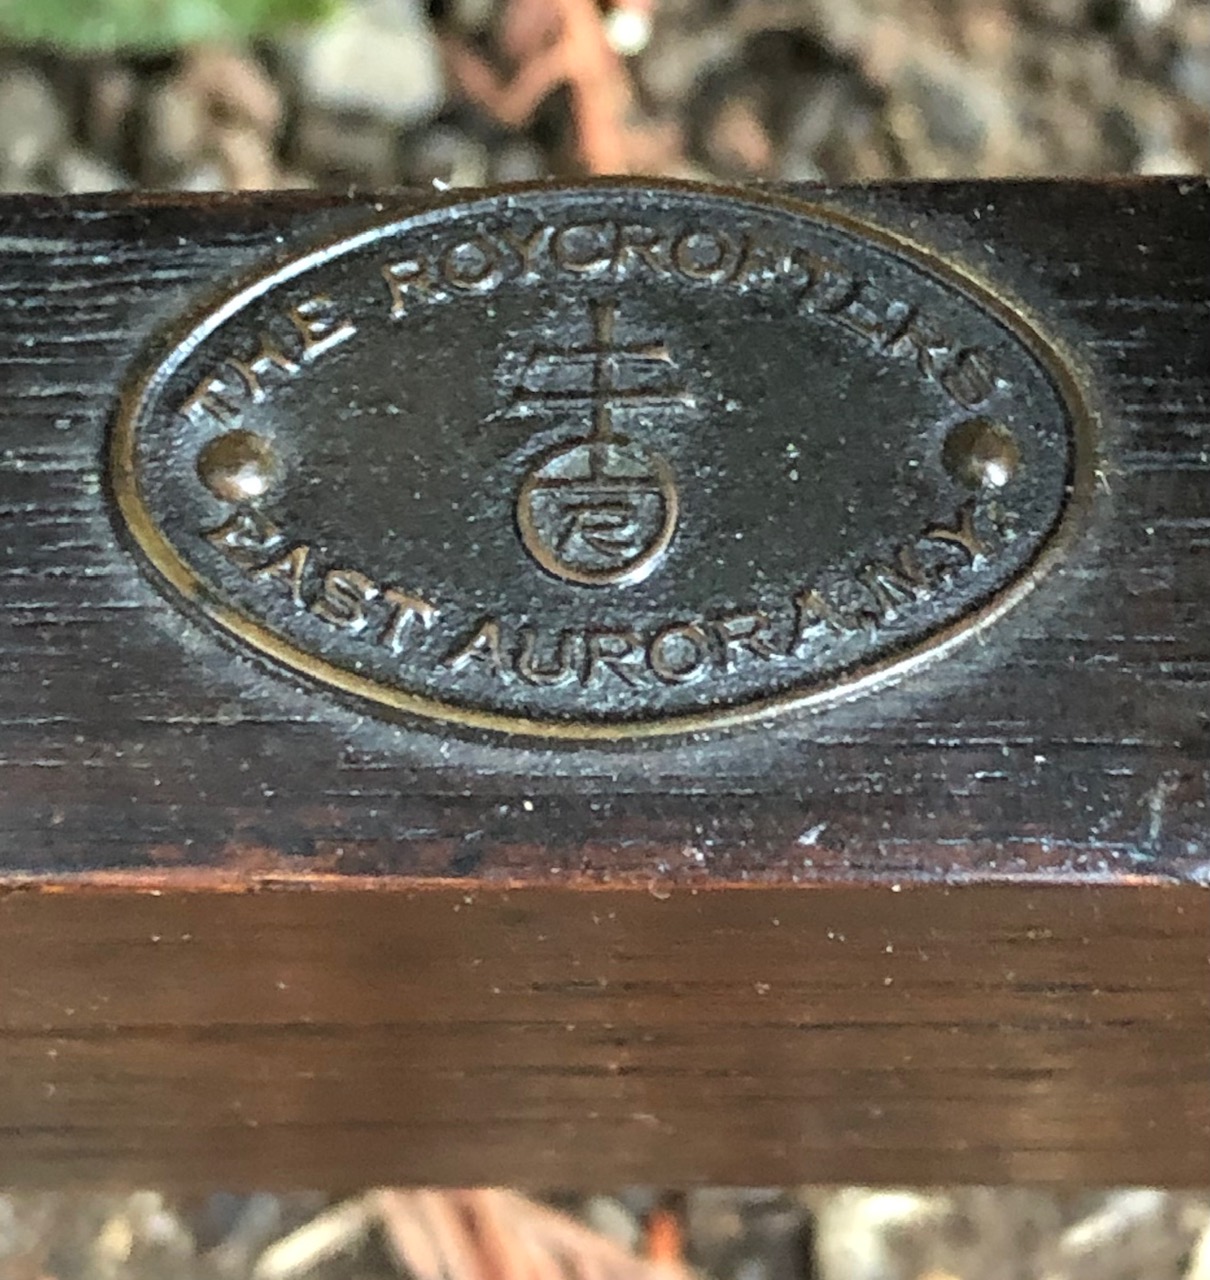 THE ROYCROFTERS
R
EAST AURORA, N.Y.